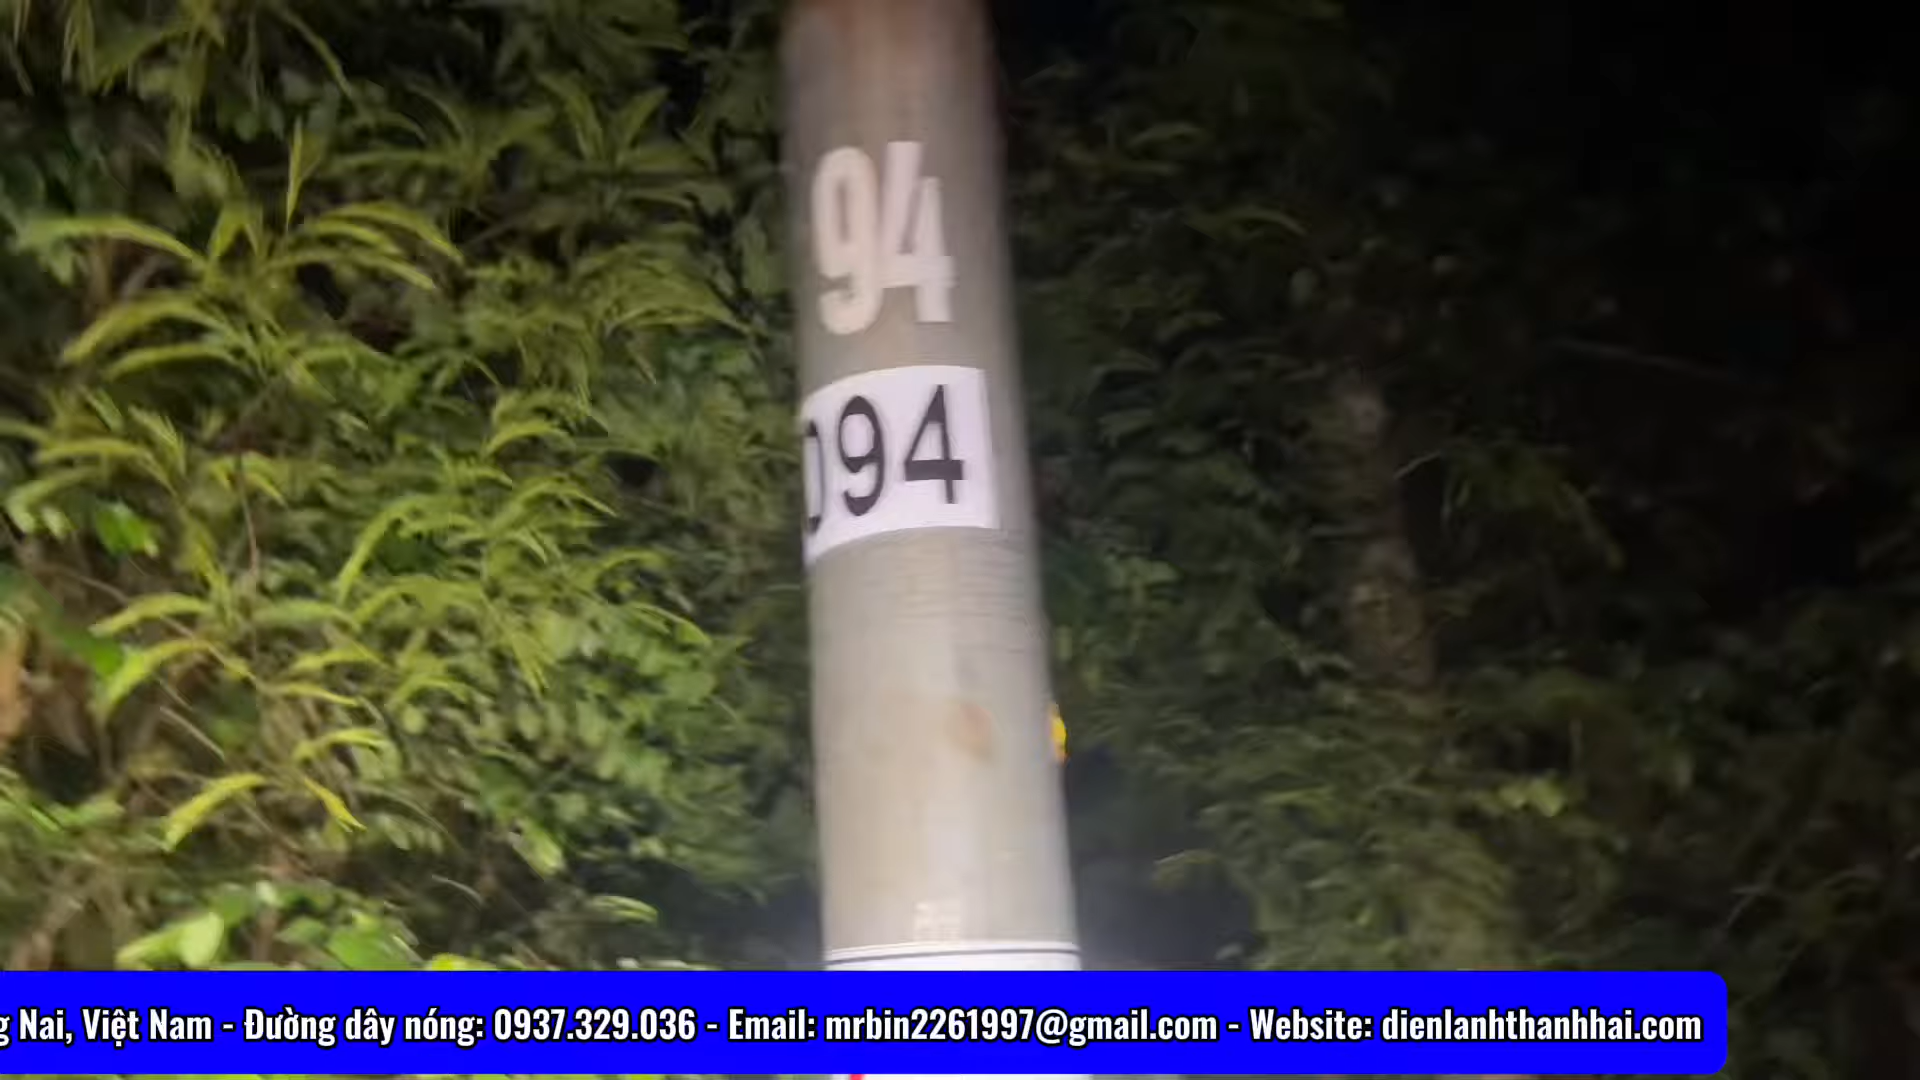 94
094
g Nai, Việt Nam - Đường dây nóng: 0937.329.036 - Email: mrbin2261997@gmail.com - Website: dienlanhthanhhai.com